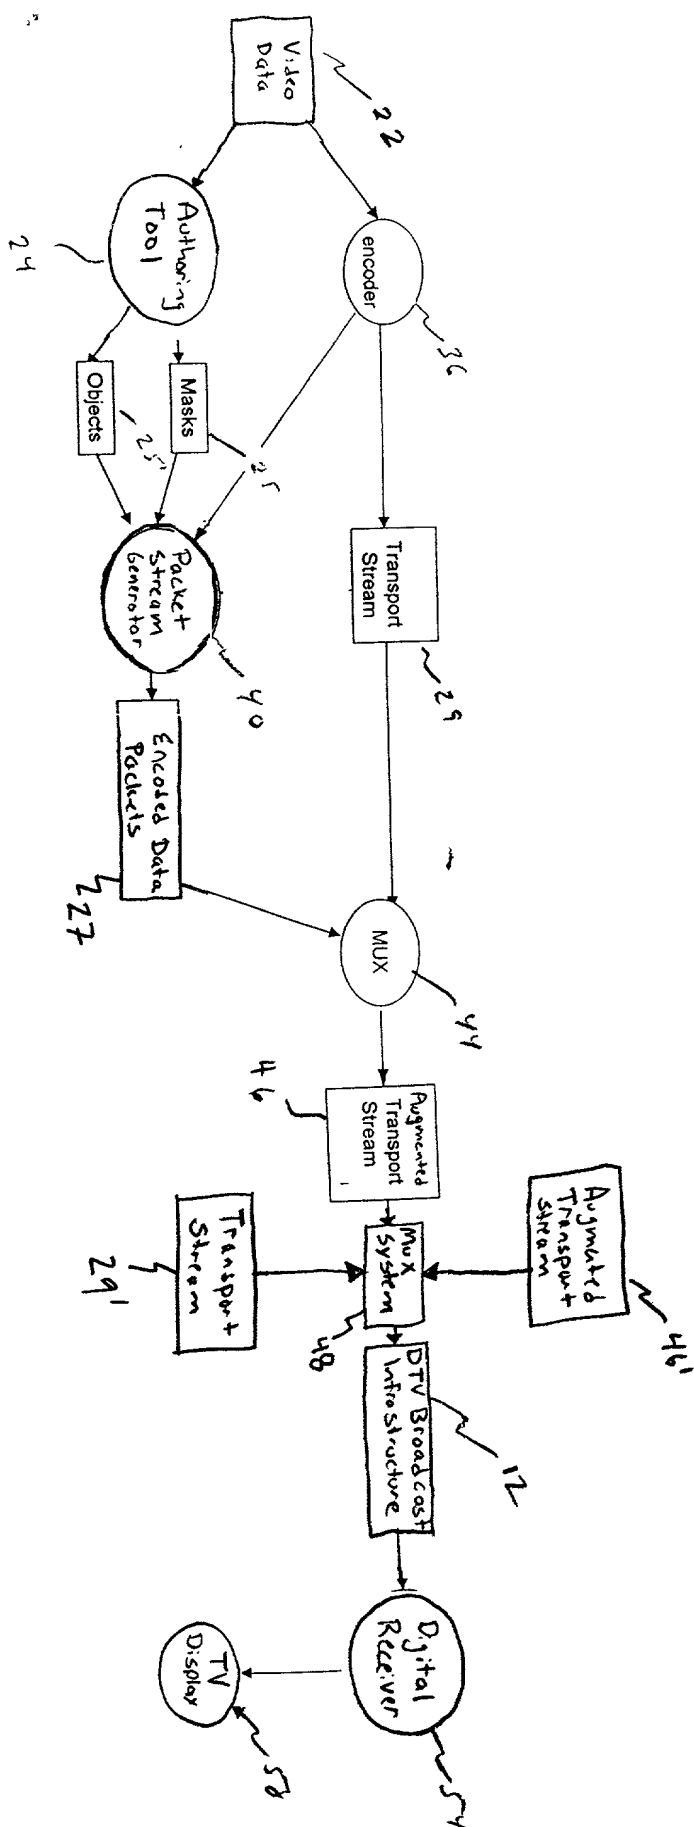 Video
Data
22
encoder
36
Authoring
Tool
24
Masks
25
Objects
25'
Packet
Stream
Generator
40
Transport
Stream
29
Encoded Data
Packets
27
MUX
44
Augmented
Transport
Stream
46
Augmented
Transport
Stream
46'
Mux
System
48
Transport
Stream
29'
DTV Broadcast
Infrastructure
12
Digital
Receiver
54
TV
Display
58